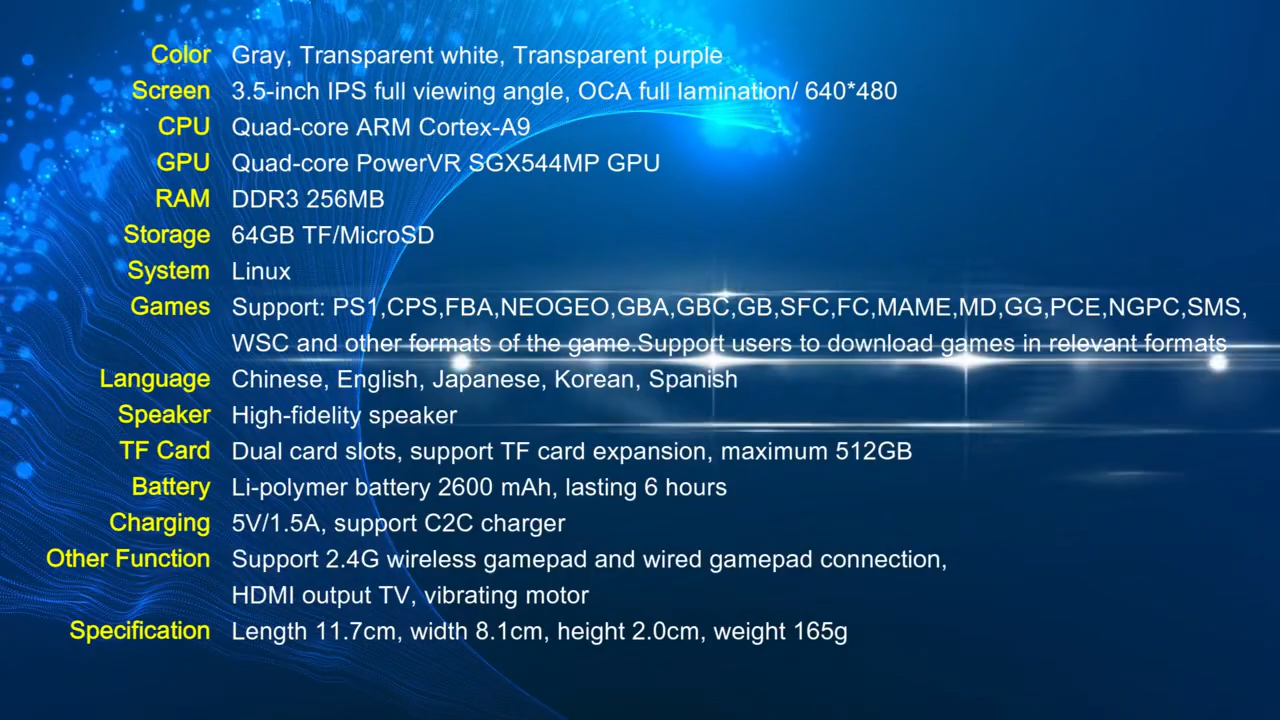 Color Gray, Transparent white, Transparent purple
Screen 3.5-inch IPS full viewing angle, OCA full lamination/ 640*480
CPU Quad-core ARM Cortex-A9
GPU Quad-core PowerVR SGX544MP GPU
RAM DDR3 256MB
Storage 64GB TF/MicroSD
System Linux
Games Support: PS1,CPS,FBA,NEOGEO,GBA,GBC,GB,SFC,FC,MAME,MD,GG,PCE,NGPC,SMS,
WSC and other formats of the game.Support users to download games in relevant formats
Language Chinese, English, Japanese, Korean, Spanish
Speaker High-fidelity speaker
TF Card Dual card slots, support TF card expansion, maximum 512GB
Battery Li-polymer battery 2600 mAh, lasting 6 hours
Charging 5V/1.5A, support C2C charger
Other Function Support 2.4G wireless gamepad and wired gamepad connection,
HDMI output TV, vibrating motor
Specification Length 11.7cm, width 8.1cm, height 2.0cm, weight 165g